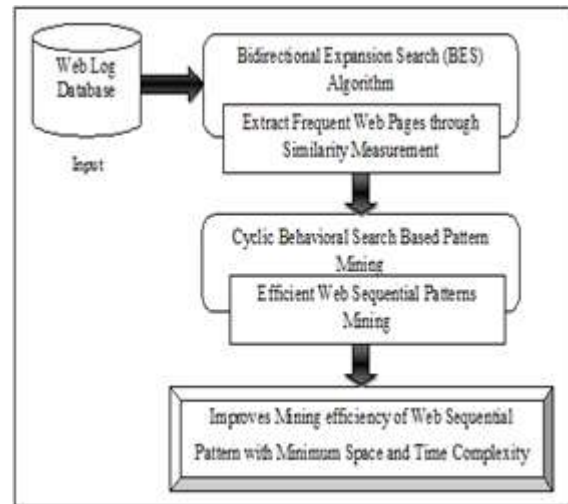 Web Log
Database
Input
Bidirectional Expansion Search (BES)
Algorithm
Extract Frequent Web Pages through
Similarity Measurement
Cyclic Behavioral Search Based Pattern
Mining
Efficient Web Sequential Patterns
Mining
Improves Mining efficiency of Web Sequential
Pattern with Minimum Space and Time Complexity